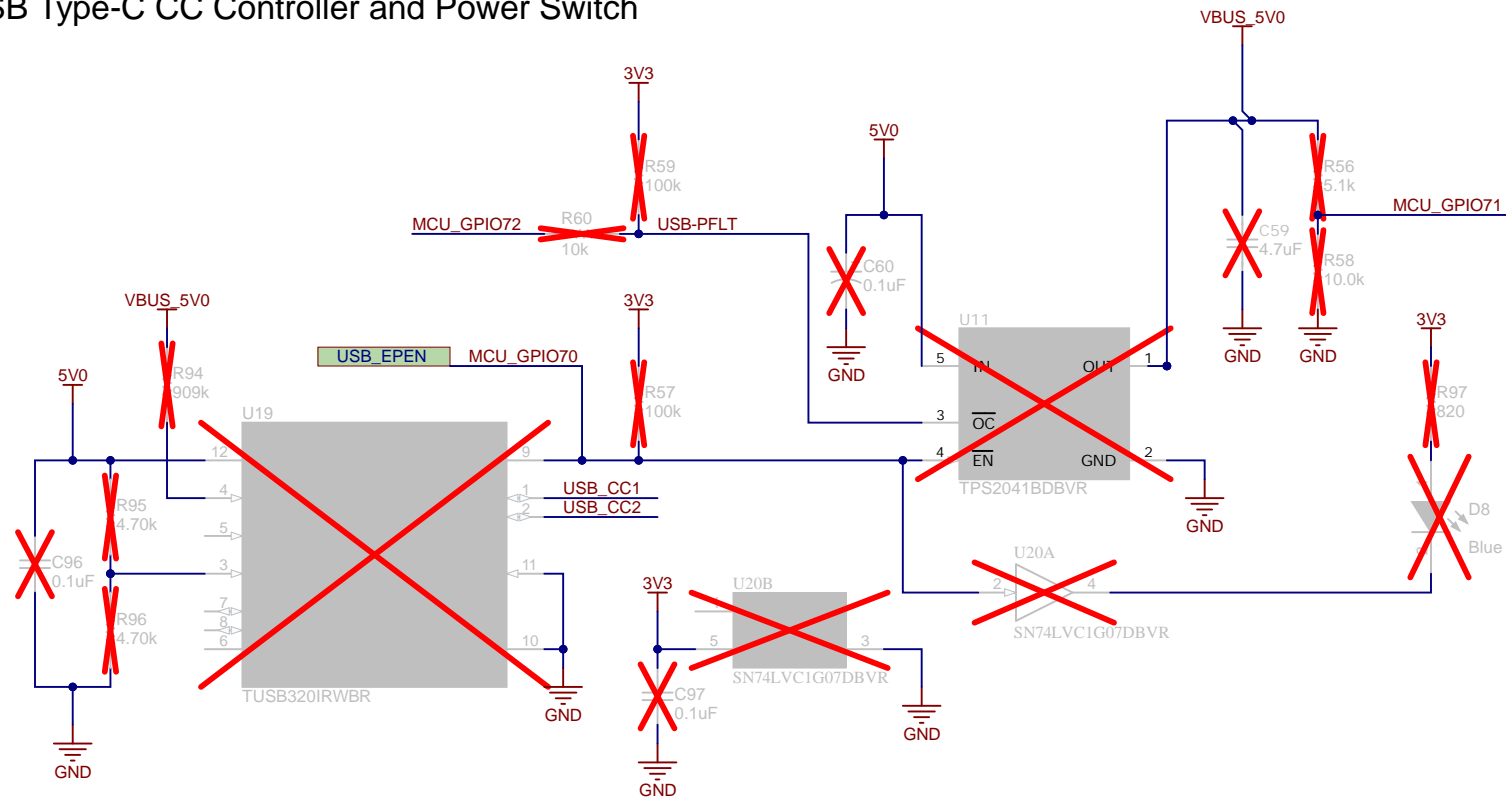 SB Type-C CC Controller and Power Switch
VBUS_5V0
3V3
5V0
R59
100k
R56
5.1k
MCU_GPIO72
R60
10k
USB-PFLT
MCU_GPIO71
C59
4.7uF
R58
10.0k
C60
0.1uF
GND
GND
GND
VBUS_5V0
3V3
3V3
USB_EPEN
MCU_GPIO70
U11
5
IN
OUT
1
3
OC
4
EN
GND
2
TPS2041BDBVR
GND
5V0
R94
909k
R57
100k
R97
820
U19
12
9
4
1
USB_CC1
2
USB_CC2
5
3
11
7
8
6
10
TUSB320IRWBR
R95
4.70k
C96
0.1uF
R96
4.70k
GND
GND
D8
Blue
U20A
2
4
SN74LVC1G07DBVR
3V3
U20B
5
3
SN74LVC1G07DBVR
C97
0.1uF
GND
GND